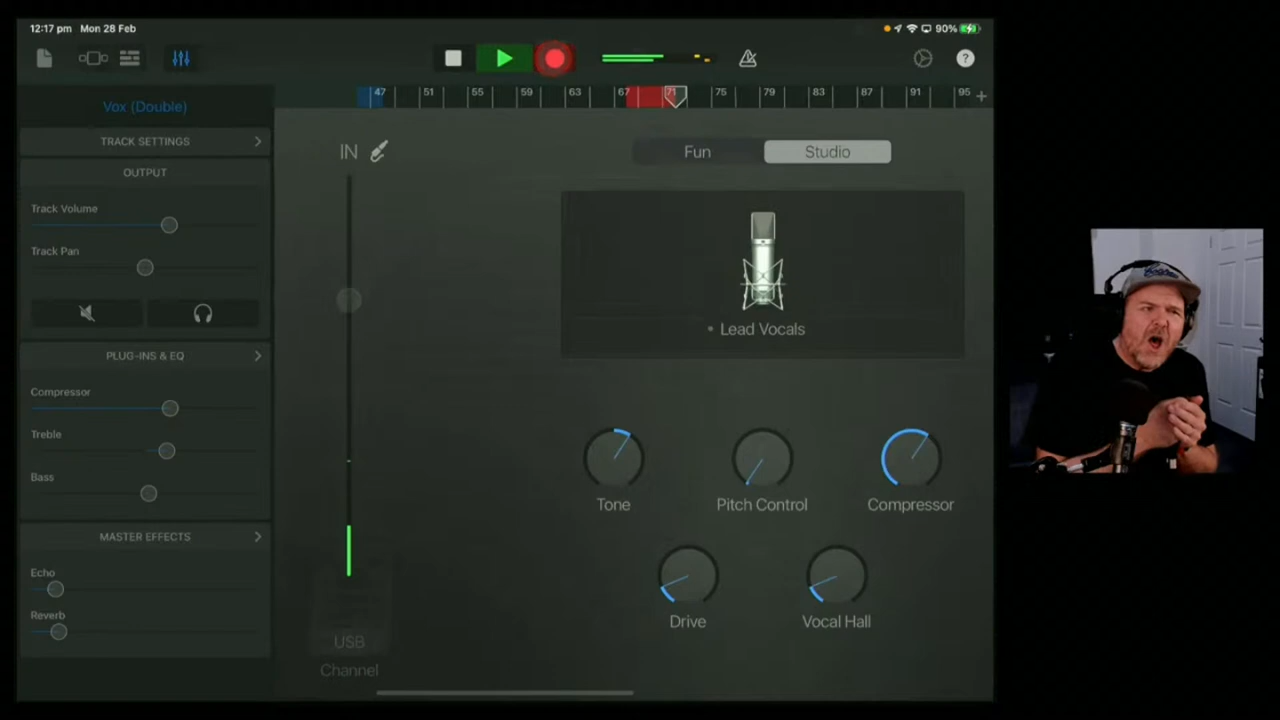 12:17 pm Mon 28 Feb
90%
?
47 51 55 59 63 67 71 75 79 83 87 91 95 +
Vox (Double)
TRACK SETTINGS
OUTPUT
Track Volume
Track Pan
PLUG-INS & EQ
Compressor
Treble
Bass
MASTER EFFECTS
Echo
Reverb
IN
USB
Channel
Fun Studio
• Lead Vocals
Tone Pitch Control Compressor
Drive Vocal Hall